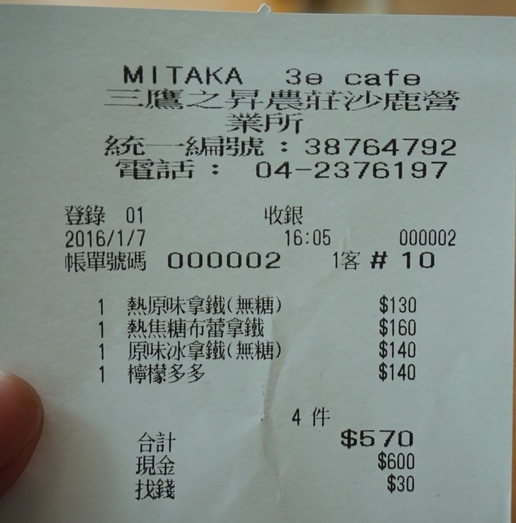 MITAKA 3e cafe
三鷹之昇農莊沙鹿營
業所
統一編號：38764792
電話： 04-2376197
登錄 01 收銀
2016/1/7 16:05 000002
帳單號碼 000002 1客 # 10
1 熱原味拿鐵(無糖) $130
1 熱焦糖布蕾拿鐵 $160
1 原味冰拿鐵(無糖) $140
1 檸檬多多 $140
4 件
合計 $570
現金 $600
找錢 $30